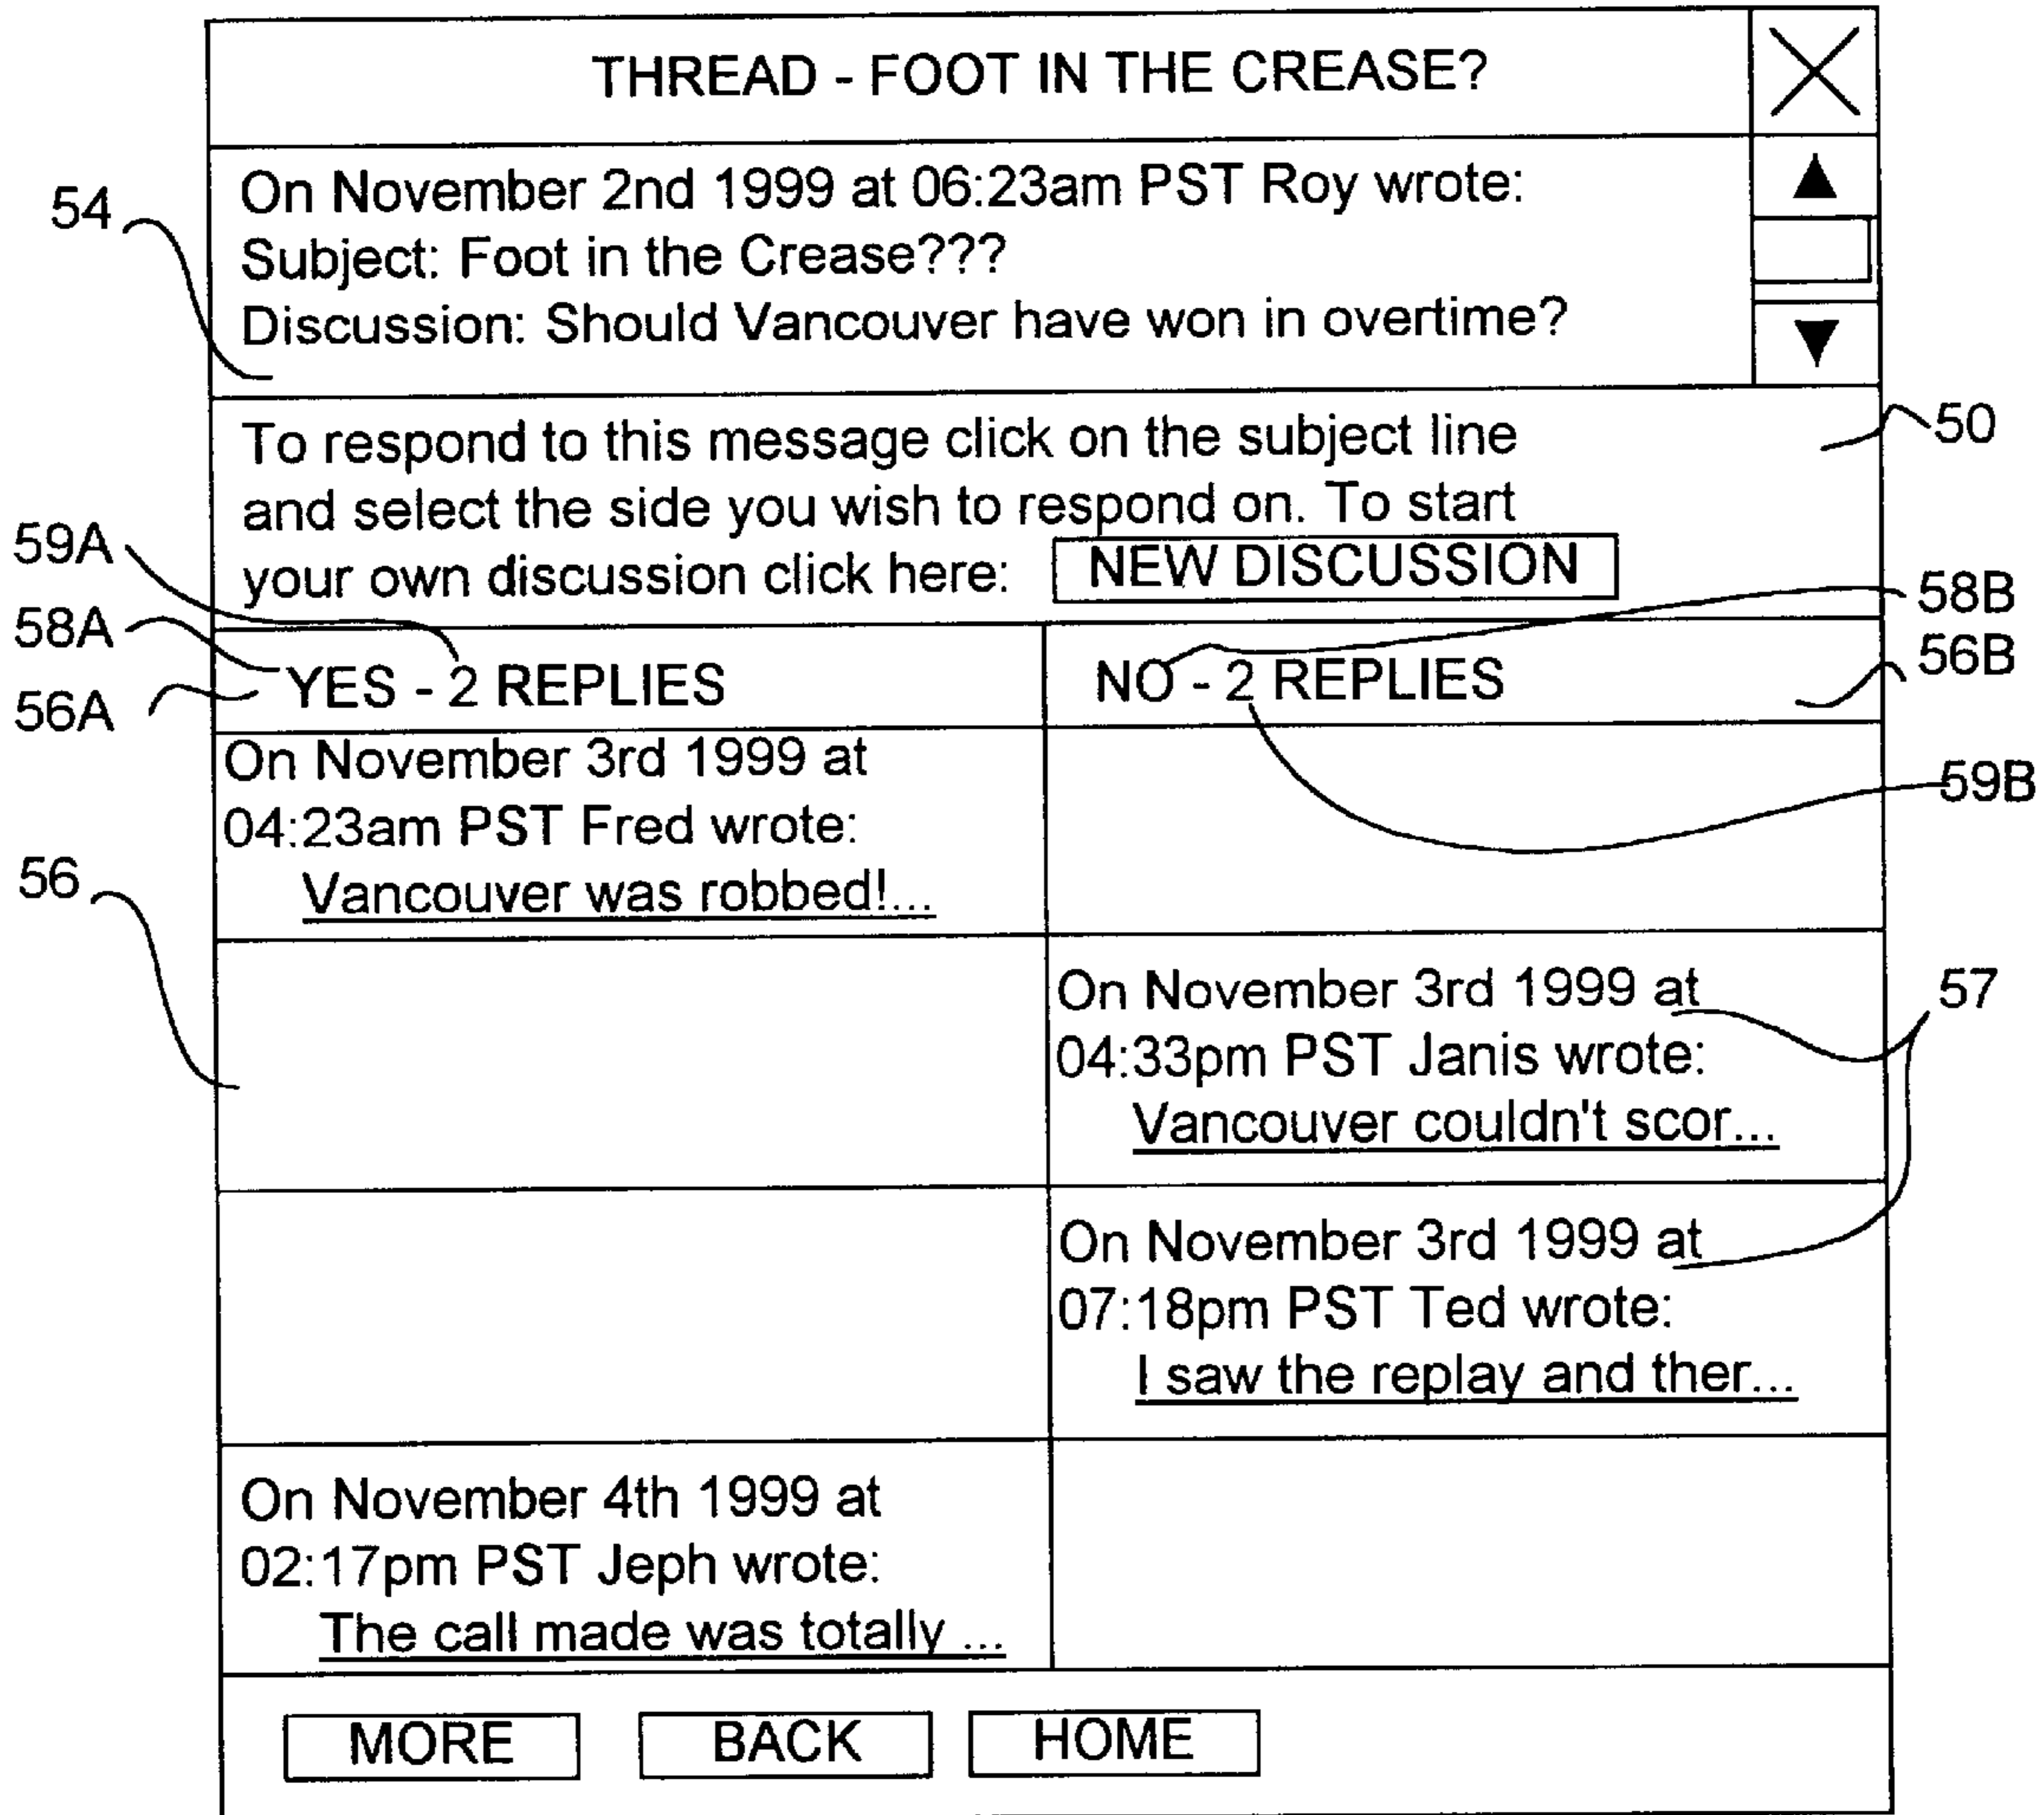 THREAD - FOOT IN THE CREASE?
On November 2nd 1999 at 06:23am PST Roy wrote:
Subject: Foot in the Crease???
Discussion: Should Vancouver have won in overtime?
54
To respond to this message click on the subject line
and select the side you wish to respond on. To start
your own discussion click here: NEW DISCUSSION
50
59A
58A
56A
58B
56B
YES - 2 REPLIES
NO - 2 REPLIES
On November 3rd 1999 at
04:23am PST Fred wrote:
Vancouver was robbed!...
59B
56
On November 3rd 1999 at
04:33pm PST Janis wrote:
Vancouver couldn't scor...
57
On November 3rd 1999 at
07:18pm PST Ted wrote:
I saw the replay and ther...
On November 4th 1999 at
02:17pm PST Jeph wrote:
The call made was totally ...
MORE
BACK
HOME